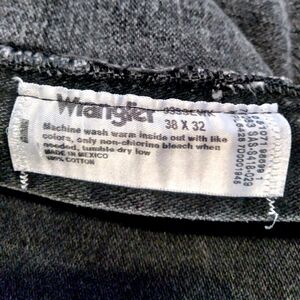 Wrangler
38 X 32
Machine wash warm inside out with like
colors, only non-chlorine bleach when
needed, tumble dry low
MADE IN MEXICO
100% COTTON